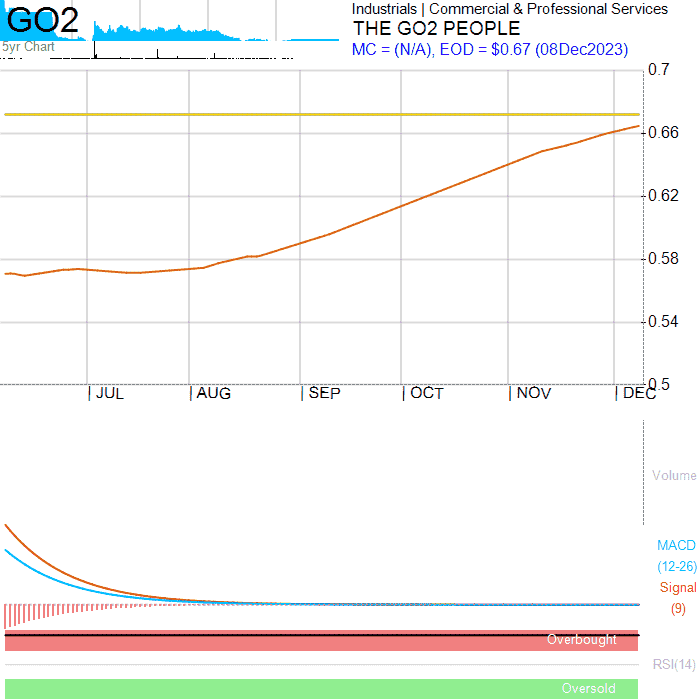 GO2
5yr Chart
Industrials | Commercial & Professional Services
THE GO2 PEOPLE
MC = (N/A), EOD = $0.67 (08Dec2023)
0.7
0.66
0.62
0.58
0.54
0.5
JUL
AUG
SEP
OCT
NOV
DEC
Volume
MACD
(12-26)
Signal
(9)
Overbought
RSI(14)
Oversold